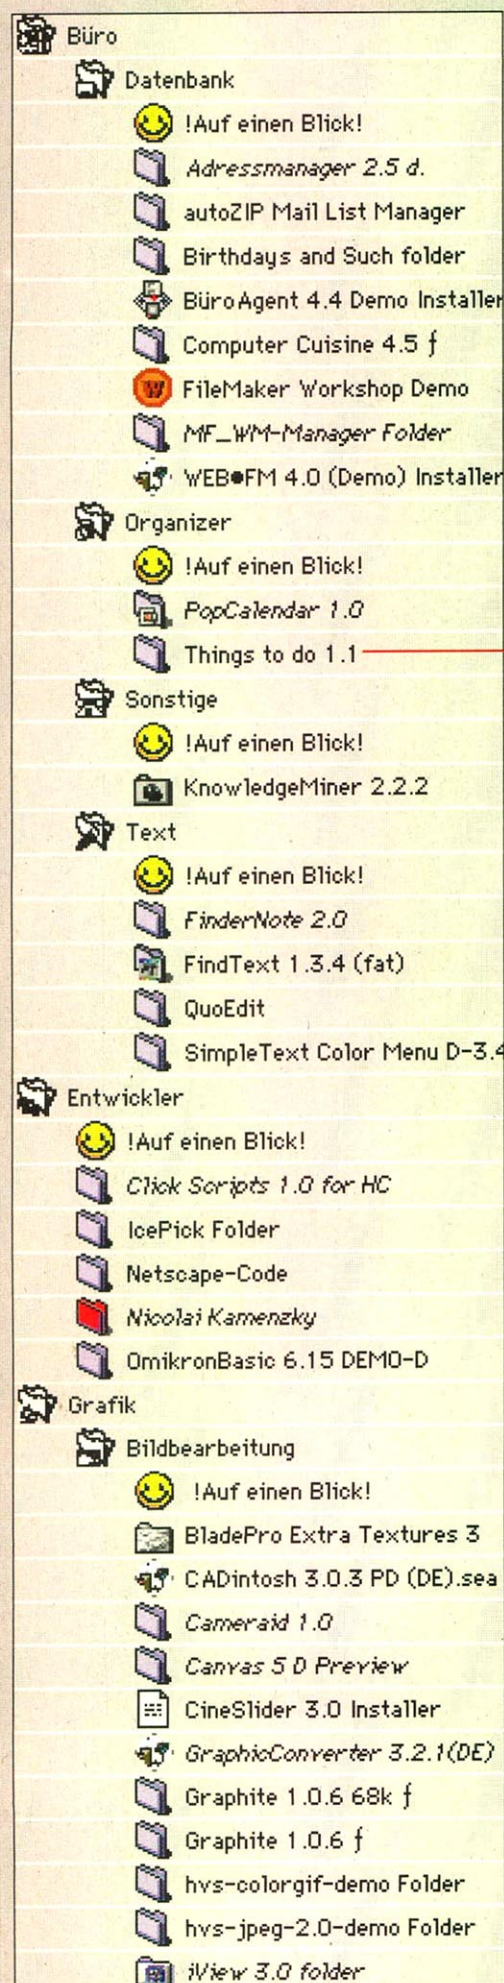 Büro
Datenbank
!Auf einen Blick!
Adressmanager 2.5 d.
autoZIP Mail List Manager
Birthdays and Such folder
BüroAgent 4.4 Demo Installer
Computer Cuisine 4.5 ƒ
FileMaker Workshop Demo
MF_WM-Manager Folder
WEB●FM 4.0 (Demo) Installer
Organizer
!Auf einen Blick!
PopCalendar 1.0
Things to do 1.1
Sonstige
!Auf einen Blick!
KnowledgeMiner 2.2.2
Text
!Auf einen Blick!
FinderNote 2.0
FindText 1.3.4 (fat)
QuoEdit
SimpleText Color Menu D-3.4
Entwickler
!Auf einen Blick!
Click Scripts 1.0 for HC
IcePick Folder
Netscape-Code
Nicolai Kamenzky
OmikronBasic 6.15 DEMO-D
Grafik
Bildbearbeitung
!Auf einen Blick!
BladePro Extra Textures 3
CADintosh 3.0.3 PD (DE).sea
Cameraid 1.0
Canvas 5 D Preview
CineSlider 3.0 Installer
GraphicConverter 3.2.1(DE)
Graphite 1.0.6 68k ƒ
Graphite 1.0.6 ƒ
hvs-colorgif-demo Folder
hvs-jpeg-2.0-demo Folder
iView 3.0 folder